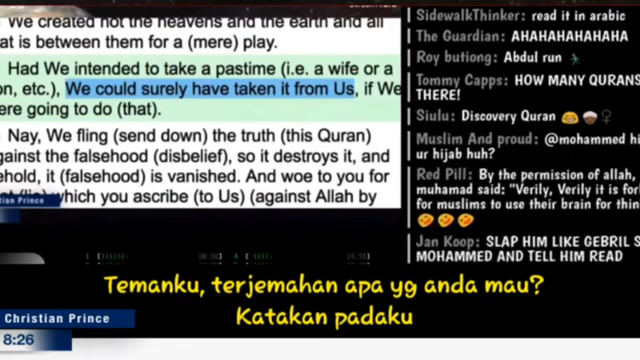 We created not the heavens and the earth and all
at is between them for a (mere) play.
Had We intended to take a pastime (i.e. a wife or a
on, etc.), We could surely have taken it from Us, if We
ere going to do (that).
Nay, We fling (send down) the truth (this Quran)
gainst the falsehood (disbelief), so it destroys it, and
ehold, it (falsehood) is vanished. And woe to you for
which you ascribe (to Us) (against Allah by
tian Prince
SidewalkThinker: read it in arabic
The Guardian: AHAHAHAHAHAHA
Roy butiong: Abdul run
Tommy Capps: HOW MANY QURANS
THERE!
Siulu: Discovery Quran 😂
Muslim And proud: @mohammed hi
ur hijab huh?
Red Pill: By the permission of allah,
muhamad said: "Verily, Verily it is for
for muslims to use their brain for thin
Jan Koop: SLAP HIM LIKE GEBRIL S
MOHAMMED AND TELL HIM READ
Temanku, terjemahan apa yg anda mau?
Katakan padaku
Christian Prince
8:26